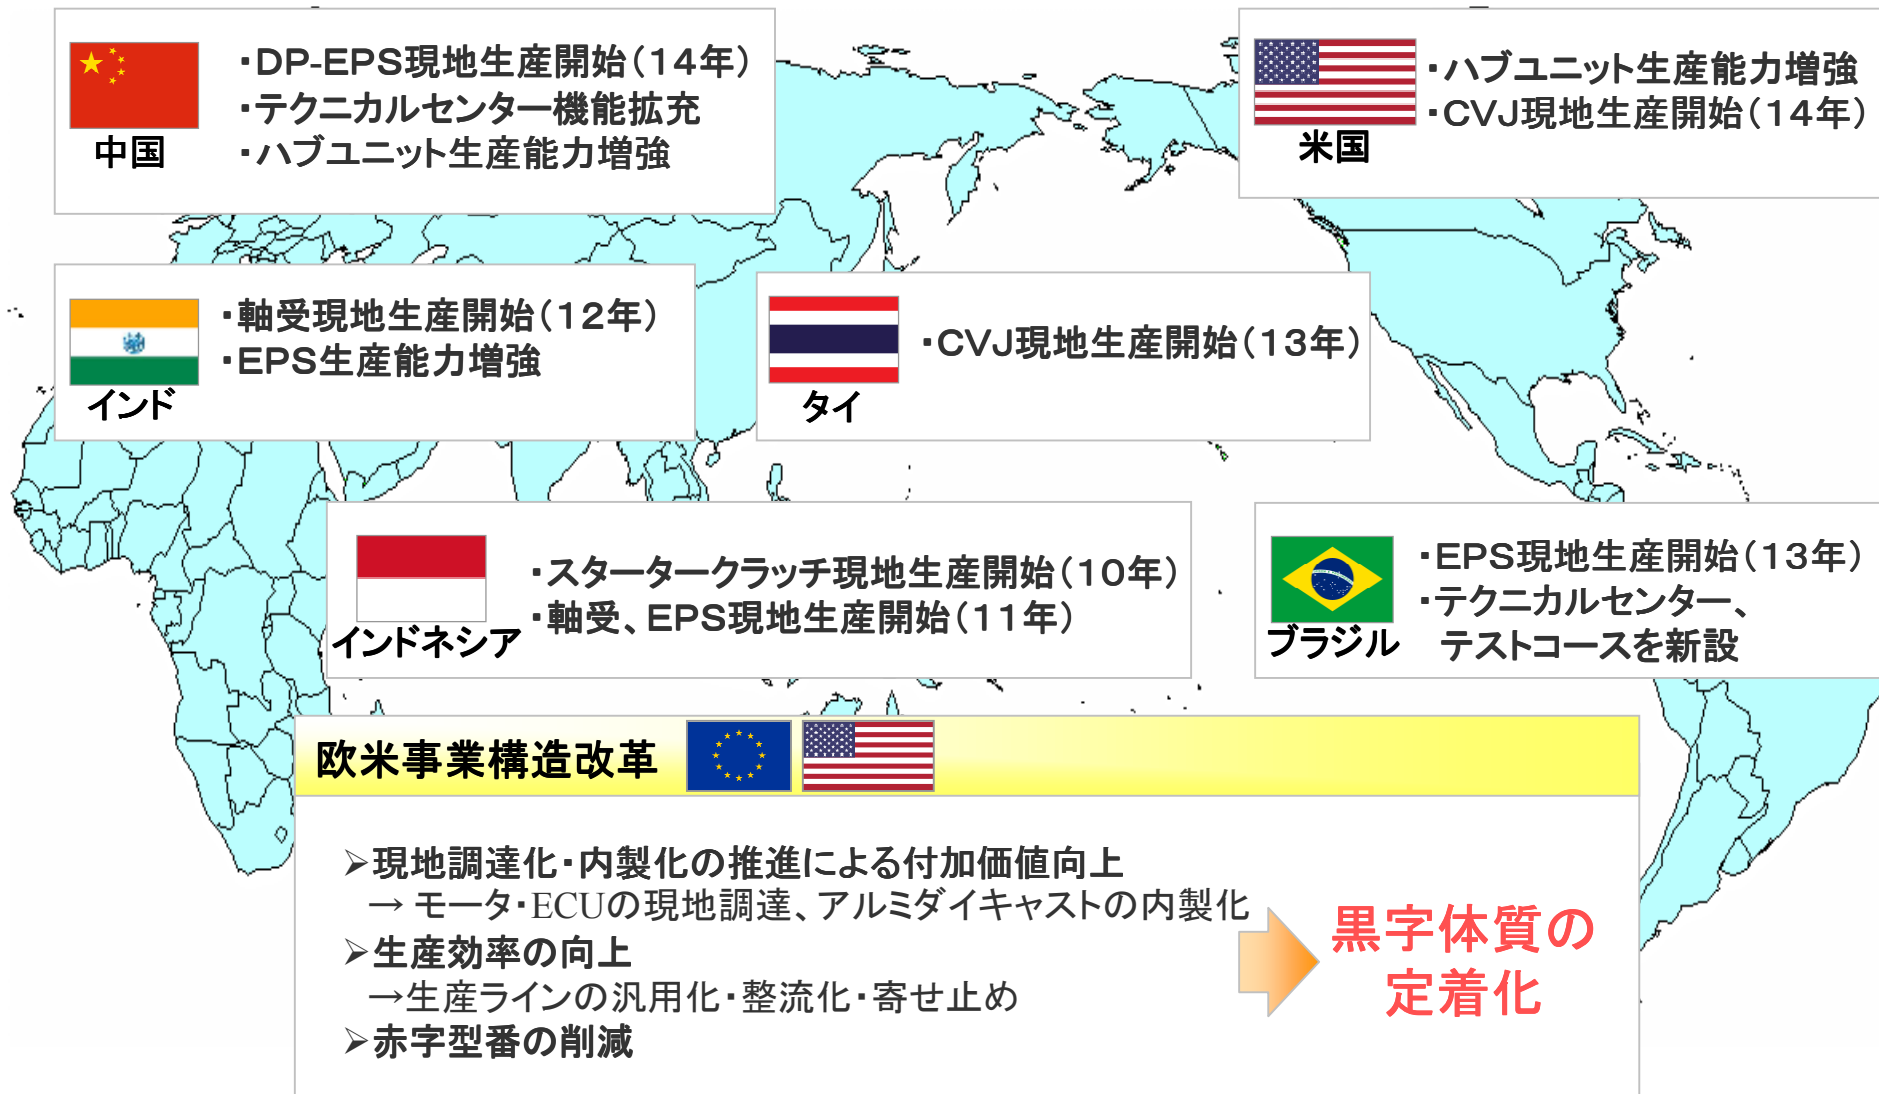 ・DP-EPS現地生産開始(14年)
・テクニカルセンター機能拡充
・ハブユニット生産能力増強
中国
・ハブユニット生産能力増強
・CVJ現地生産開始(14年)
米国
・軸受現地生産開始(12年)
・EPS生産能力増強
インド
・CVJ現地生産開始(13年)
タイ
・スタータークラッチ現地生産開始(10年)
・軸受、EPS現地生産開始(11年)
インドネシア
・EPS現地生産開始(13年)
・テクニカルセンター、
テストコースを新設
ブラジル
欧米事業構造改革
➢現地調達化・内製化の推進による付加価値向上
→ モータ・ECUの現地調達、アルミダイキャストの内製化
➢生産効率の向上
→生産ラインの汎用化・整流化・寄せ止め
➢赤字型番の削減
黒字体質の
定着化